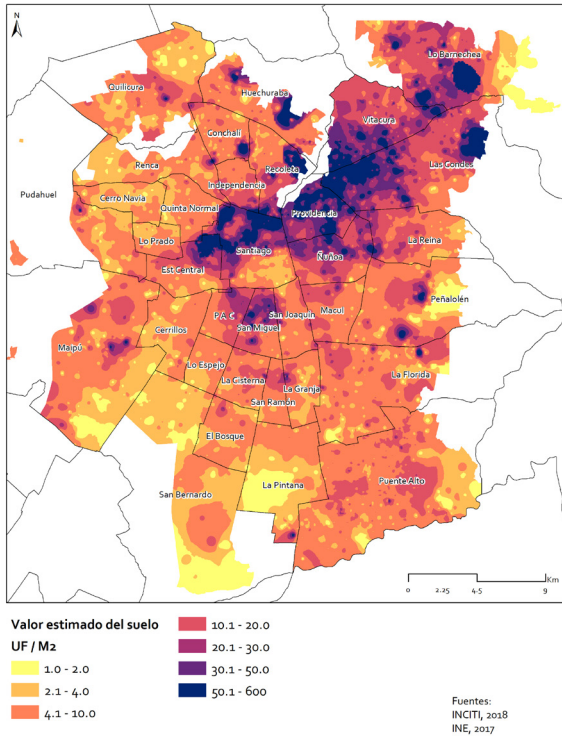 N
Lo Barnechea
Quilicura
Huechuraba
Vitacura
Conchalí
Renca
Recoleta
Las Condes
Independencia
Pudahuel
Cerro Navia
Quinta Normal
Providencia
Lo Prado
Santiago
La Reina
Ñuñoa
Est Central
Peñalolén
P A C
San Joaquín
Macul
San Miguel
Cerrillos
Maipú
Lo Espejo
La Florida
La Cisterna
La Granja
San Ramón
El Bosque
La Pintana
Puente Alto
San Bernardo
Km
0 2.25 4.5 9
Valor estimado del suelo
UF / M2
1.0 - 2.0
2.1 - 4.0
4.1 - 10.0
10.1 - 20.0
20.1 - 30.0
30.1 - 50.0
50.1 - 600
Fuentes:
INCITI, 2018
INE, 2017